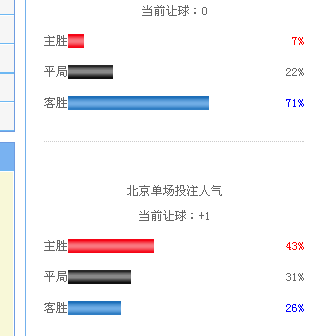 当前让球：0
主胜 7%
平局 22%
客胜 71%
北京单场投注人气
当前让球：+1
主胜 43%
平局 31%
客胜 26%